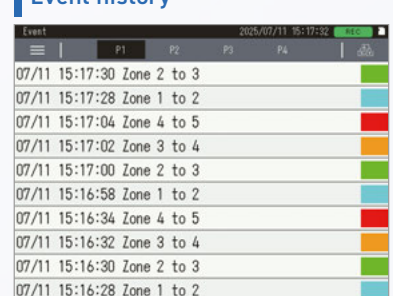 Event history
Event 2025/07/11 15:17:32 REC
P1 P2 P3 P4
07/11 15:17:30 Zone 2 to 3
07/11 15:17:28 Zone 1 to 2
07/11 15:17:04 Zone 4 to 5
07/11 15:17:02 Zone 3 to 4
07/11 15:17:00 Zone 2 to 3
07/11 15:16:58 Zone 1 to 2
07/11 15:16:34 Zone 4 to 5
07/11 15:16:32 Zone 3 to 4
07/11 15:16:30 Zone 2 to 3
07/11 15:16:28 Zone 1 to 2